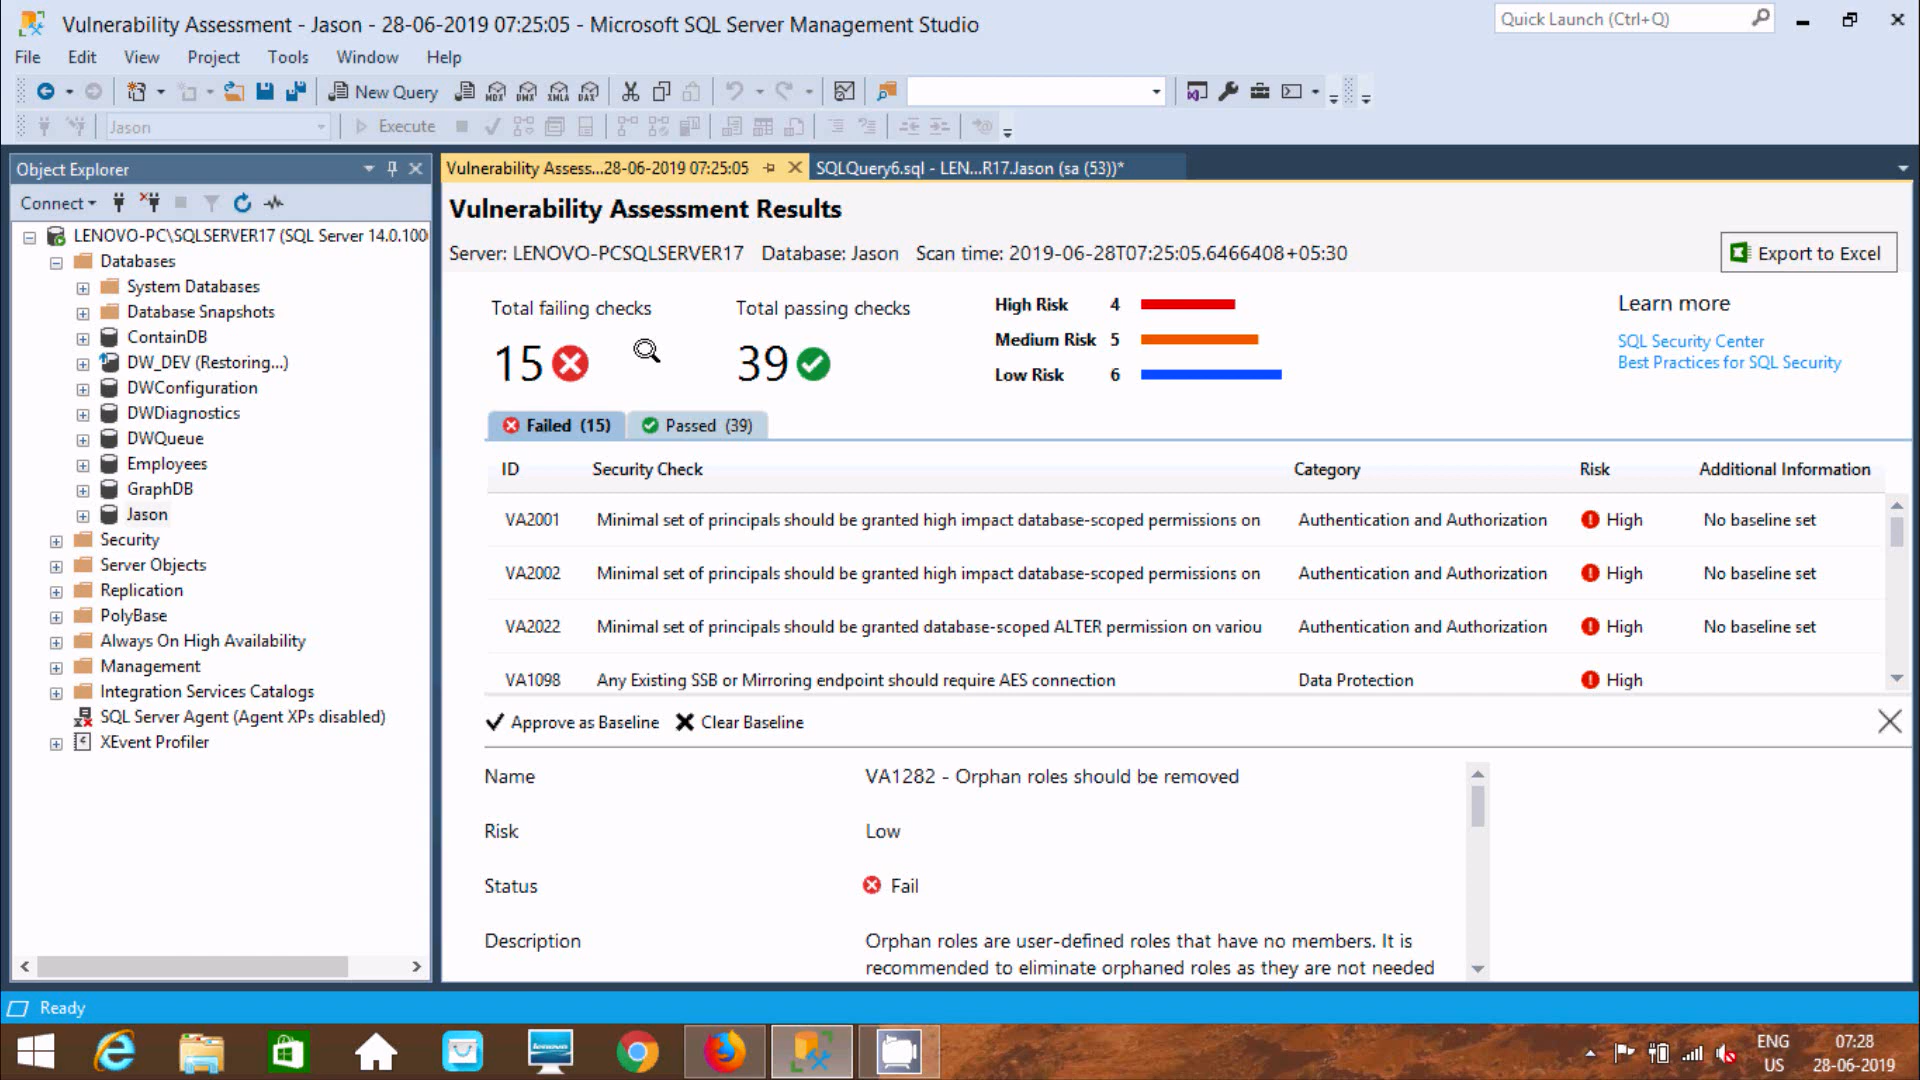 Vulnerability Assessment - Jason - 28-06-2019 07:25:05 - Microsoft SQL Server Management Studio
Quick Launch (Ctrl+Q)
File Edit View Project Tools Window Help
New Query MDX DMX XMLA DAX
Jason Execute
Object Explorer
Connect
LENOVO-PC\SQLSERVER17 (SQL Server 14.0.100
Databases
System Databases
Database Snapshots
ContainDB
DW_DEV (Restoring...)
DWConfiguration
DWDiagnostics
DWQueue
Employees
GraphDB
Jason
Security
Server Objects
Replication
PolyBase
Always On High Availability
Management
Integration Services Catalogs
SQL Server Agent (Agent XPs disabled)
XEvent Profiler
Vulnerability Assess...28-06-2019 07:25:05
SQLQuery6.sql - LEN...R17.Jason (sa (53))*
Vulnerability Assessment Results
Server: LENOVO-PCSQLSERVER17 Database: Jason Scan time: 2019-06-28T07:25:05.6466408+05:30
Export to Excel
Total failing checks
15
Total passing checks
39
High Risk 4
Medium Risk 5
Low Risk 6
Learn more
SQL Security Center
Best Practices for SQL Security
Failed (15) Passed (39)
ID Security Check Category Risk Additional Information
VA2001 Minimal set of principals should be granted high impact database-scoped permissions on Authentication and Authorization High No baseline set
VA2002 Minimal set of principals should be granted high impact database-scoped permissions on Authentication and Authorization High No baseline set
VA2022 Minimal set of principals should be granted database-scoped ALTER permission on variou Authentication and Authorization High No baseline set
VA1098 Any Existing SSB or Mirroring endpoint should require AES connection Data Protection High
Approve as Baseline Clear Baseline
Name VA1282 - Orphan roles should be removed
Risk Low
Status Fail
Description Orphan roles are user-defined roles that have no members. It is
recommended to eliminate orphaned roles as they are not needed
Ready
ENG
US
07:28
28-06-2019